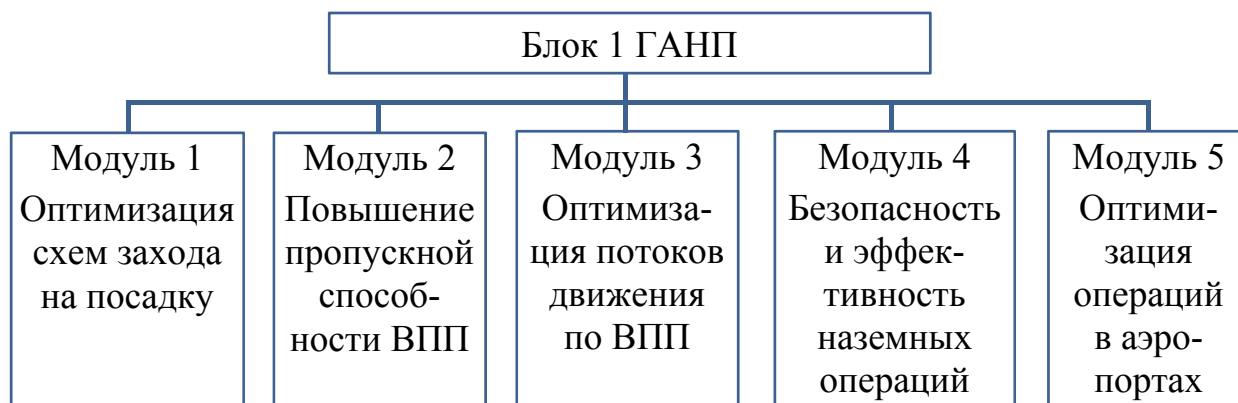 Блок 1 ГАНП
Модуль 1
Оптимизация
схем захода
на посадку
Модуль 2
Повышение
пропускной
способ-
ности ВПП
Модуль 3
Оптимиза-
ция потоков
движения
по ВПП
Модуль 4
Безопасность
и эффек-
тивность
наземных
операций
Модуль 5
Оптими-
зация
операций
в аэро-
портах